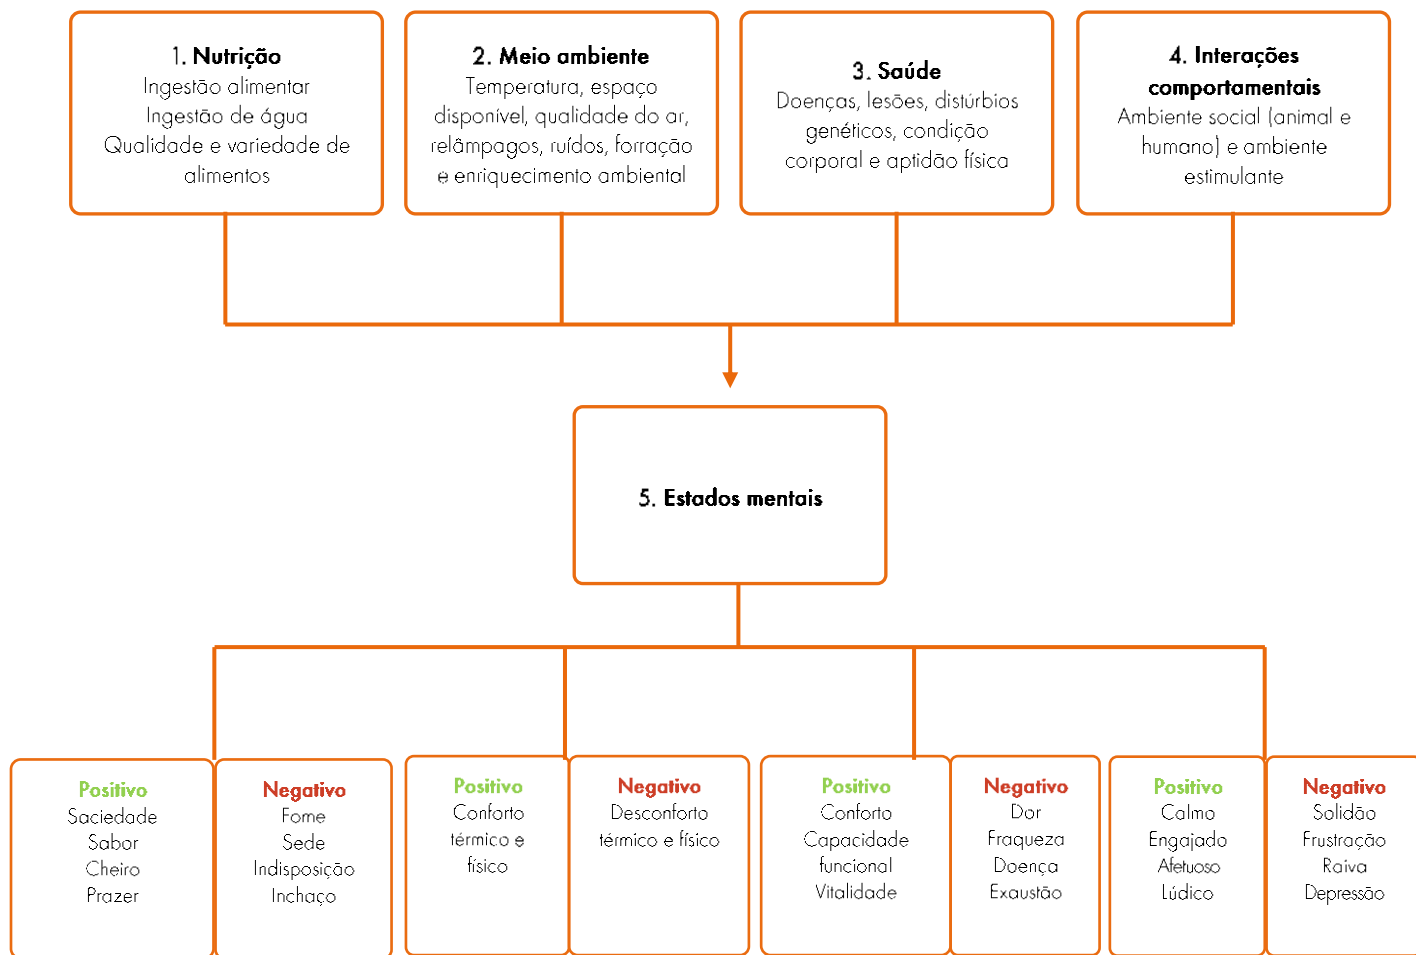 1. Nutrição
Ingestão alimentar
Ingestão de água
Qualidade e variedade de
alimentos
2. Meio ambiente
Temperatura, espaço
disponível, qualidade do ar,
relâmpagos, ruídos, forração
e enriquecimento ambiental
3. Saúde
Doenças, lesões, distúrbios
genéticos, condição
corporal e aptidão física
4. Interações
comportamentais
Ambiente social (animal e
humano) e ambiente
estimulante
5. Estados mentais
Positivo
Saciedade
Sabor
Cheiro
Prazer
Negativo
Fome
Sede
Indisposição
Inchaço
Positivo
Conforto
térmico e
físico
Negativo
Desconforto
térmico e físico
Positivo
Conforto
Capacidade
funcional
Vitalidade
Negativo
Dor
Fraqueza
Doença
Exaustão
Positivo
Calmo
Engajado
Afetuoso
Lúdico
Negativo
Solidão
Frustração
Raiva
Depressão